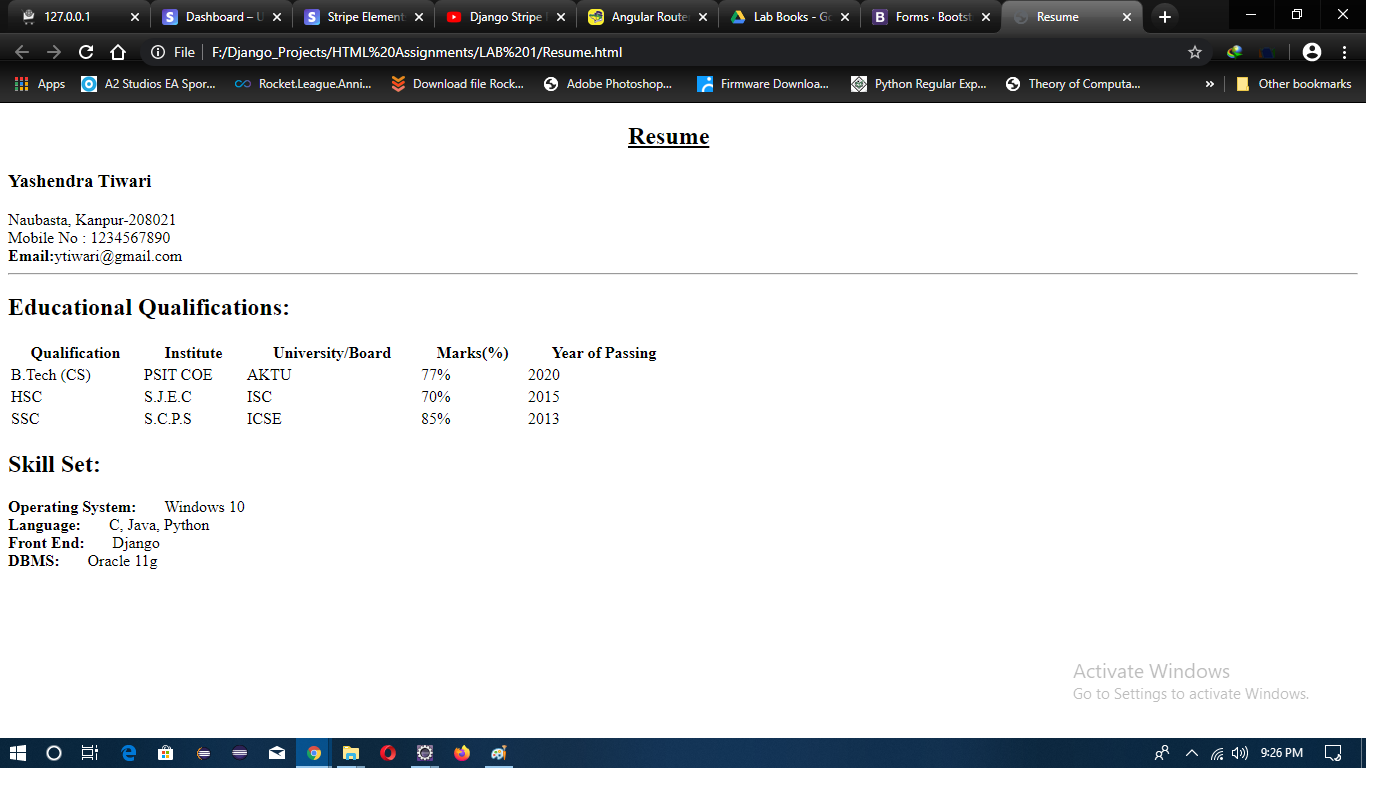 127.0.0.1 Dashboard – U Stripe Element Django Stripe Angular Route Lab Books - Go Forms · Bootst Resume
File F:/Django_Projects/HTML%20Assignments/LAB%201/Resume.html
Apps A2 Studios EA Spor... Rocket.League.Anni... Download file Rock... Adobe Photoshop... Firmware Downloa... Python Regular Exp... Theory of Computa... » Other bookmarks
Resume
Yashendra Tiwari
Naubasta, Kanpur-208021
Mobile No : 1234567890
Email:ytiwari@gmail.com
Educational Qualifications:
Qualification Institute University/Board Marks(%) Year of Passing
B.Tech (CS) PSIT COE AKTU 77% 2020
HSC S.J.E.C ISC 70% 2015
SSC S.C.P.S ICSE 85% 2013
Skill Set:
Operating System: Windows 10
Language: C, Java, Python
Front End: Django
DBMS: Oracle 11g
Activate Windows
Go to Settings to activate Windows.
9:26 PM